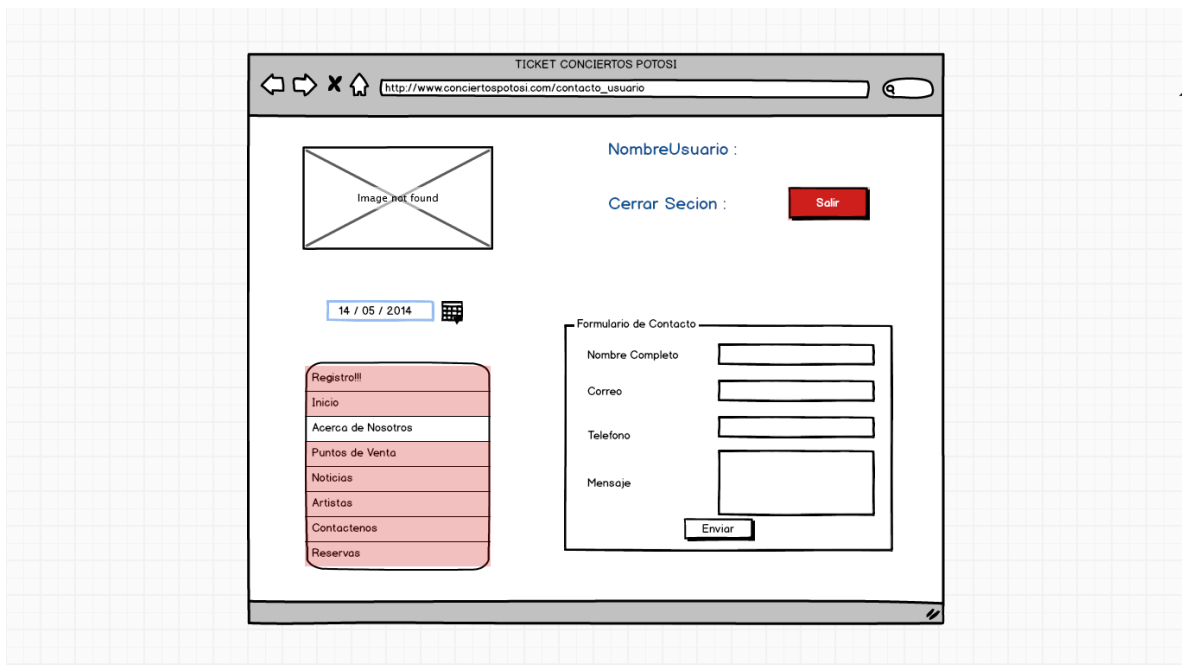 TICKET CONCIERTOS POTOSI
http://www.conciertospotosi.com/contacto_usuario
NombreUsuario :
Image not found
Cerrar Secion :
Salir
14 / 05 / 2014
Formulario de Contacto
Nombre Completo
Correo
Telefono
Mensaje
Enviar
Registro!!!
Inicio
Acerca de Nosotros
Puntos de Venta
Noticias
Artistas
Contactenos
Reservas